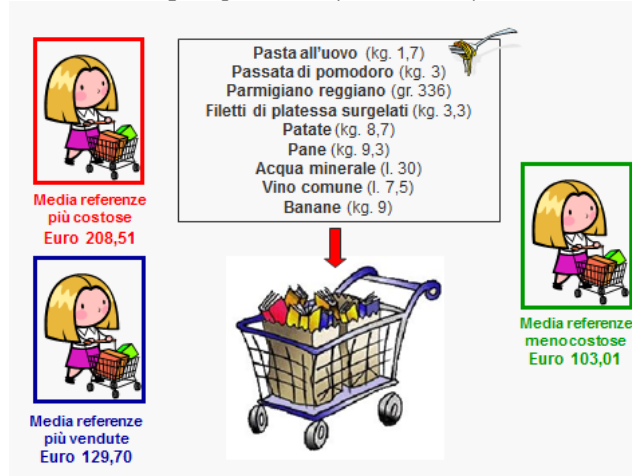 Pasta all'uovo (kg. 1,7)
Passata di pomodoro (kg. 3)
Parmigiano reggiano (gr. 336)
Filetti di platessa surgelati (kg. 3,3)
Patate (kg. 8,7)
Pane (kg. 9,3)
Acqua minerale (l. 30)
Vino comune (l. 7,5)
Banane (kg. 9)
Media referenze
più costose
Euro 208,51
Media referenze
più vendute
Euro 129,70
Media referenze
meno costose
Euro 103,01